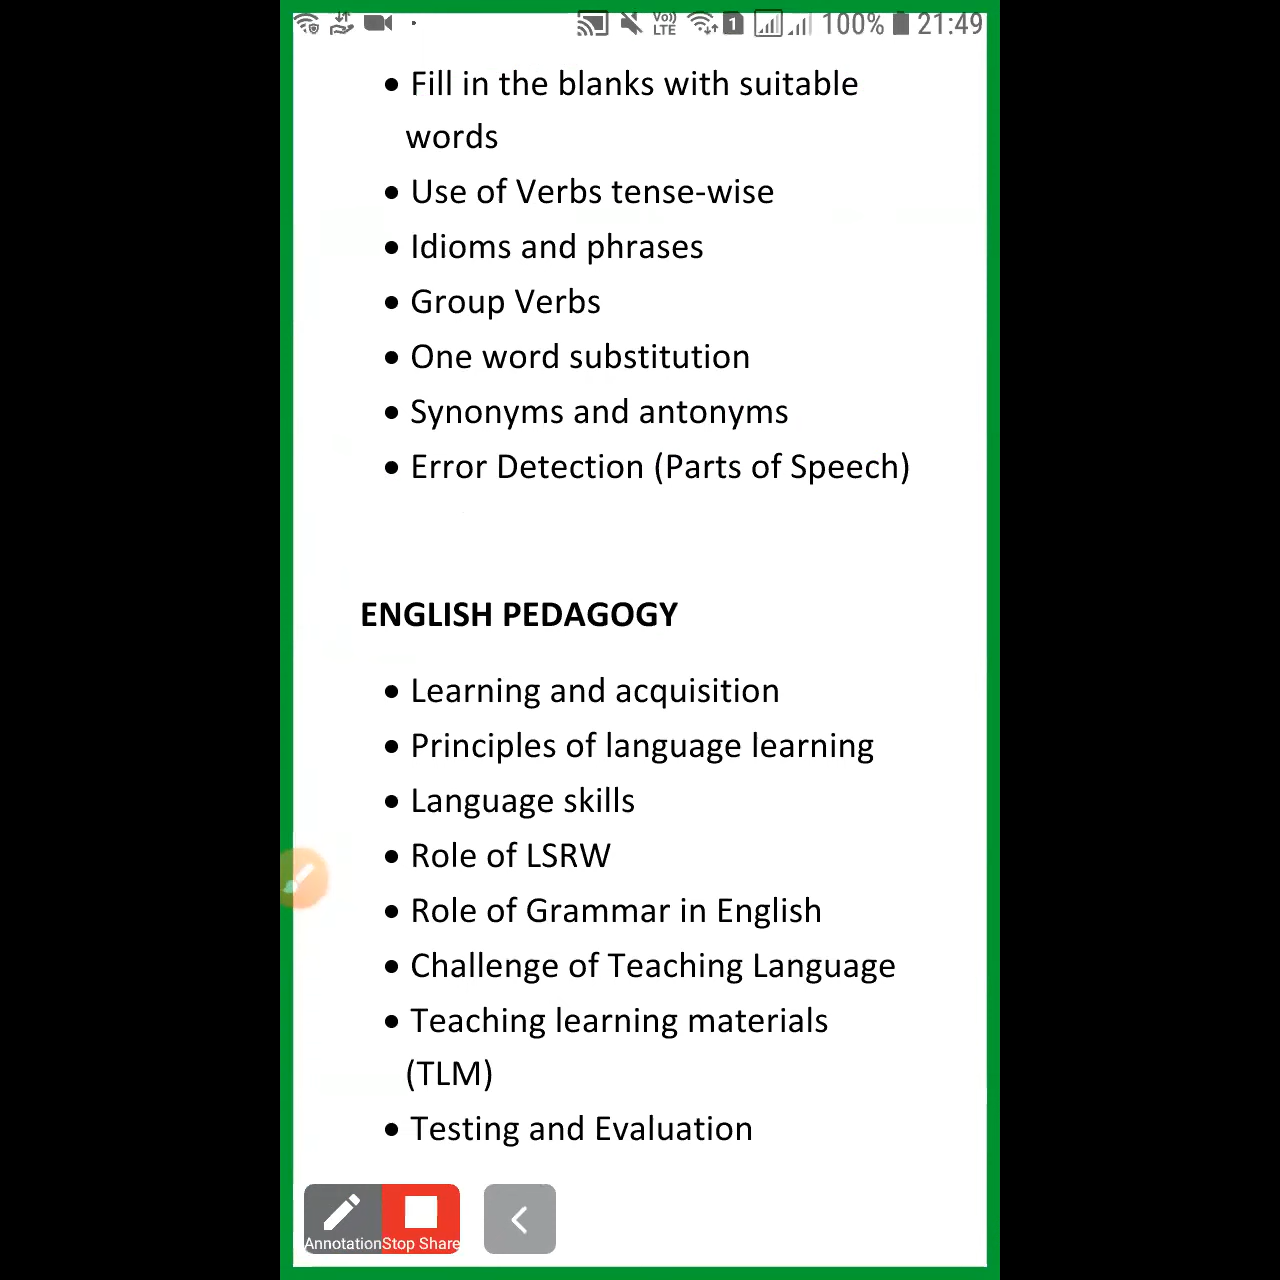 Vo)) LTE 1 100% 21:49
• Fill in the blanks with suitable
words
• Use of Verbs tense-wise
• Idioms and phrases
• Group Verbs
• One word substitution
• Synonyms and antonyms
• Error Detection (Parts of Speech)
ENGLISH PEDAGOGY
• Learning and acquisition
• Principles of language learning
• Language skills
• Role of LSRW
• Role of Grammar in English
• Challenge of Teaching Language
• Teaching learning materials
(TLM)
• Testing and Evaluation
Annotation Stop Share